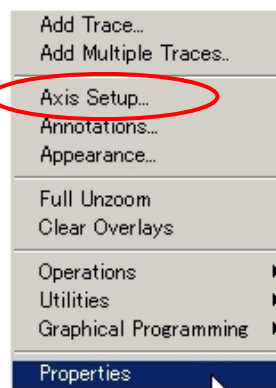 Add Trace...
Add Multiple Traces..
Axis Setup...
Annotations...
Appearance...
Full Unzoom
Clear Overlays
Operations
Utilities
Graphical Programming
Properties